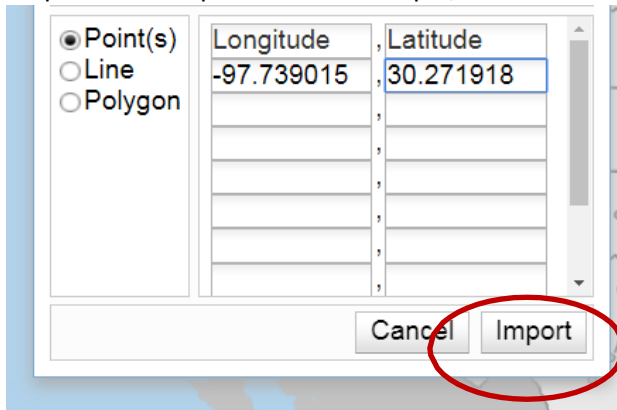 Point(s)
Line
Polygon
Longitude , Latitude
-97.739015 , 30.271918
,
,
,
,
,
,
Cancel Import